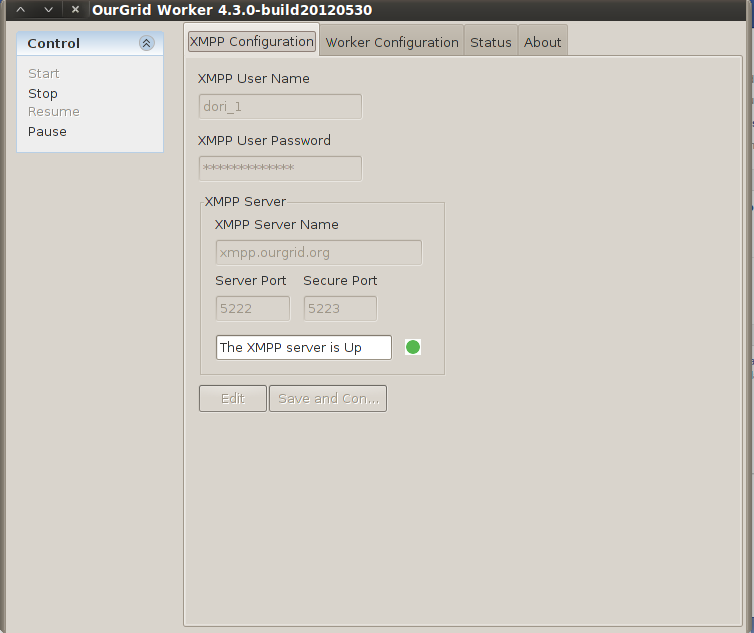 OurGrid Worker 4.3.0-build20120530
Control
Start
Stop
Resume
Pause
XMPP Configuration Worker Configuration Status About
XMPP User Name
dori_1
XMPP User Password
*************
XMPP Server
XMPP Server Name
xmpp.ourgrid.org
Server Port Secure Port
5222 5223
The XMPP server is Up
Edit Save and Con...